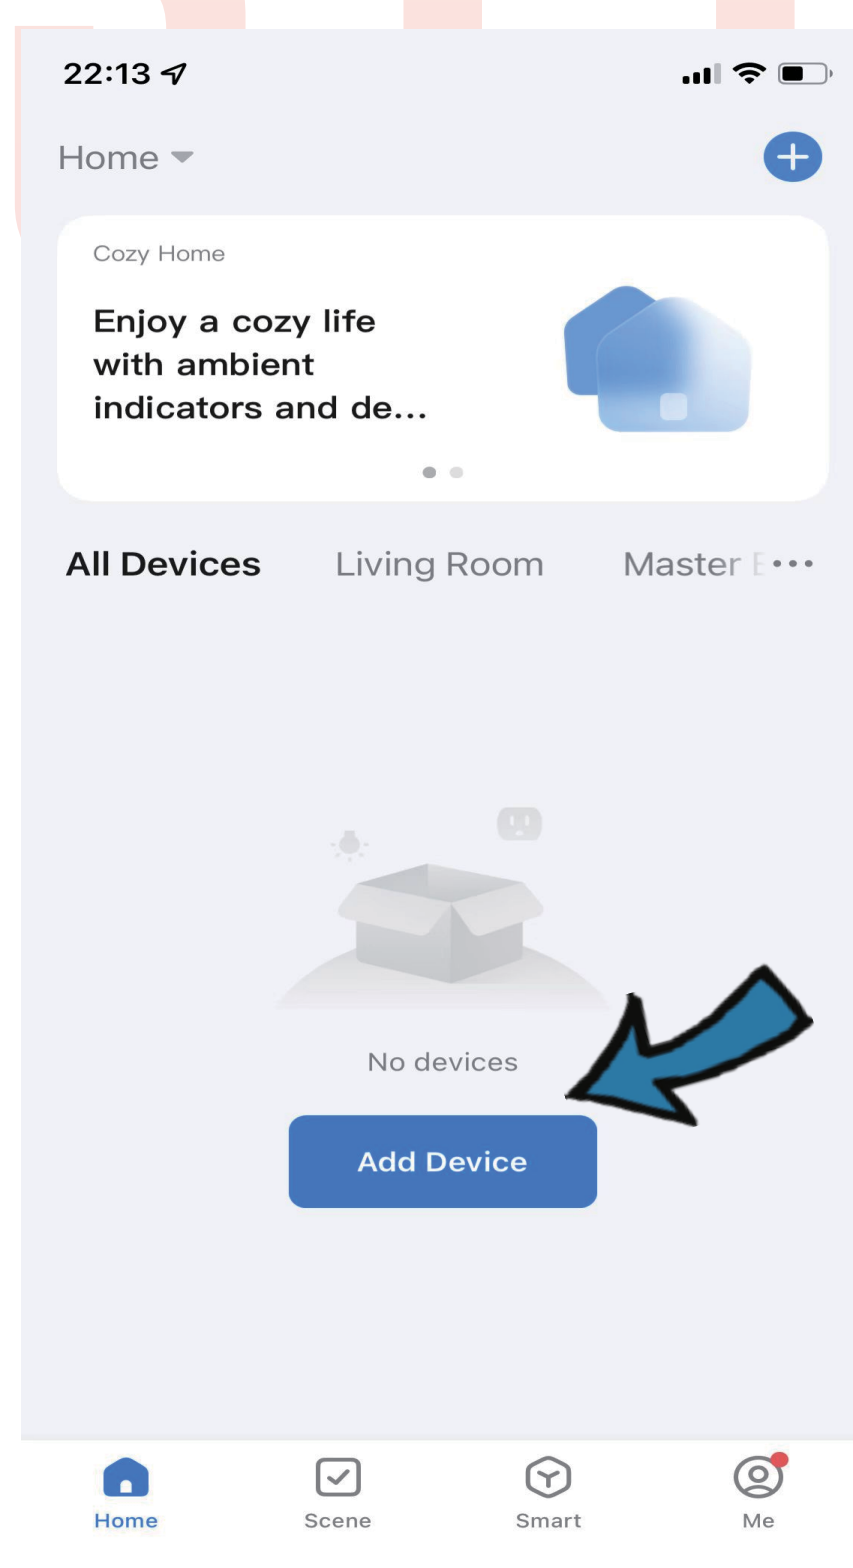 22:13
Home
Cozy Home
Enjoy a cozy life
with ambient
indicators and de...
All Devices Living Room Master
No devices
Add Device
Home Scene Smart Me